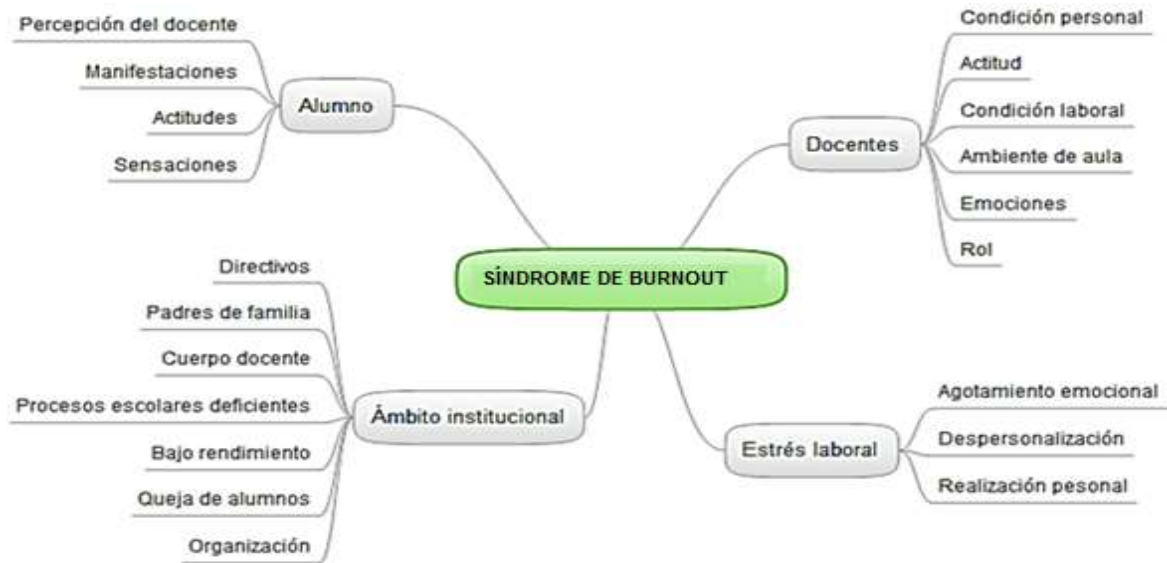 SÍNDROME DE BURNOUT
Alumno
Percepción del docente
Manifestaciones
Actitudes
Sensaciones
Docentes
Condición personal
Actitud
Condición laboral
Ambiente de aula
Emociones
Rol
Ámbito institucional
Directivos
Padres de familia
Cuerpo docente
Procesos escolares deficientes
Bajo rendimiento
Queja de alumnos
Organización
Estrés laboral
Agotamiento emocional
Despersonalización
Realización pesonal